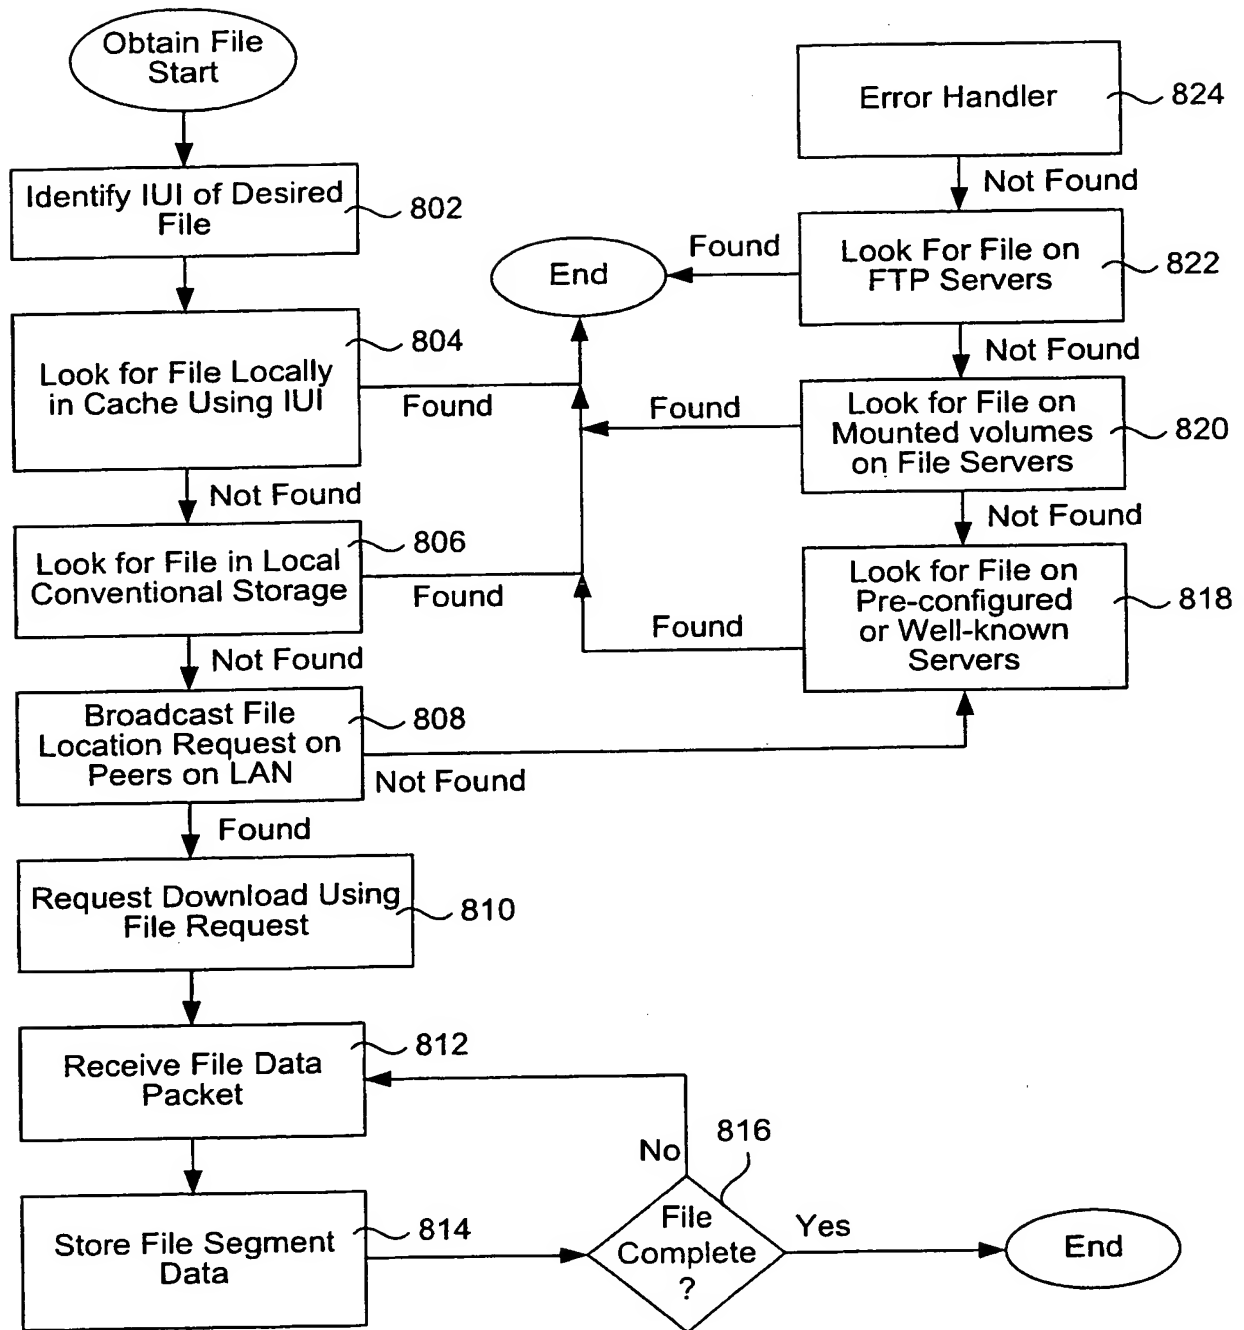 Obtain File
Start
Identify IUI of Desired
File
802
Look for File Locally
in Cache Using IUI
804
Found
Not Found
Look for File in Local
Conventional Storage
806
Found
Not Found
Broadcast File
Location Request on
Peers on LAN
808
Not Found
Found
Request Download Using
File Request
810
Receive File Data
Packet
812
Store File Segment
Data
814
File
Complete
?
816
No
Yes
End
Error Handler
824
Not Found
Look For File on
FTP Servers
822
Found
End
Not Found
Look for File on
Mounted volumes
on File Servers
820
Found
Not Found
Look for File on
Pre-configured
or Well-known
Servers
818
Found